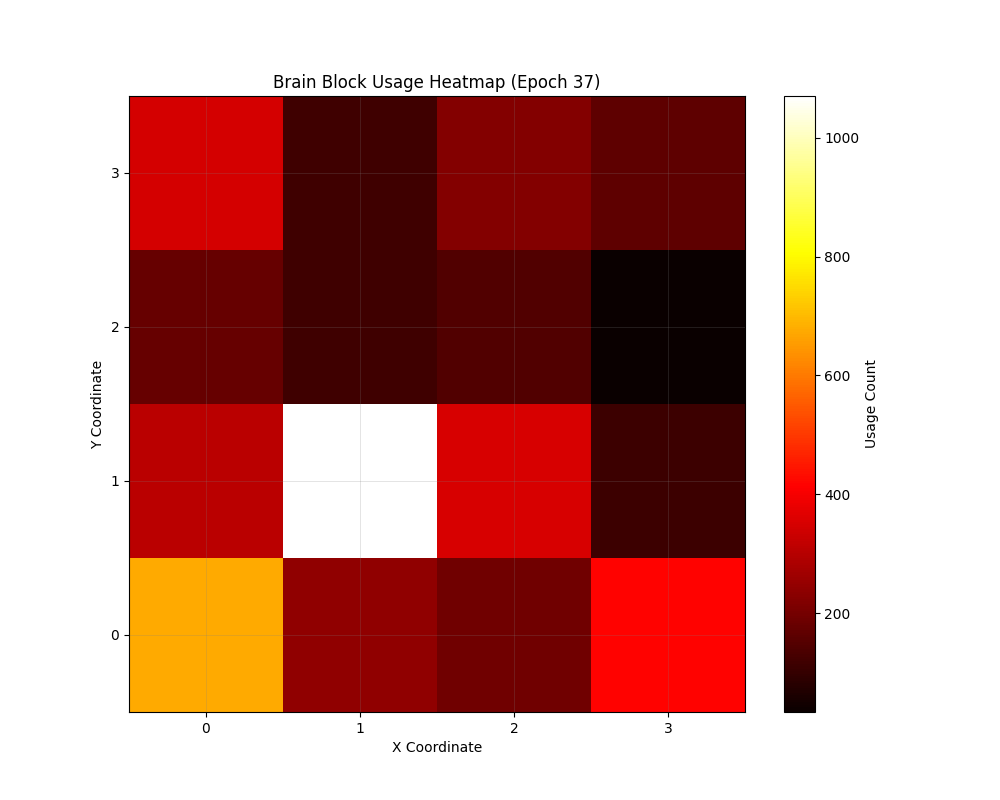 Brain Block Usage Heatmap (Epoch 37)
3
2
1
0
Y Coordinate
0 1 2 3
X Coordinate
1000
800
600
400
200
Usage Count